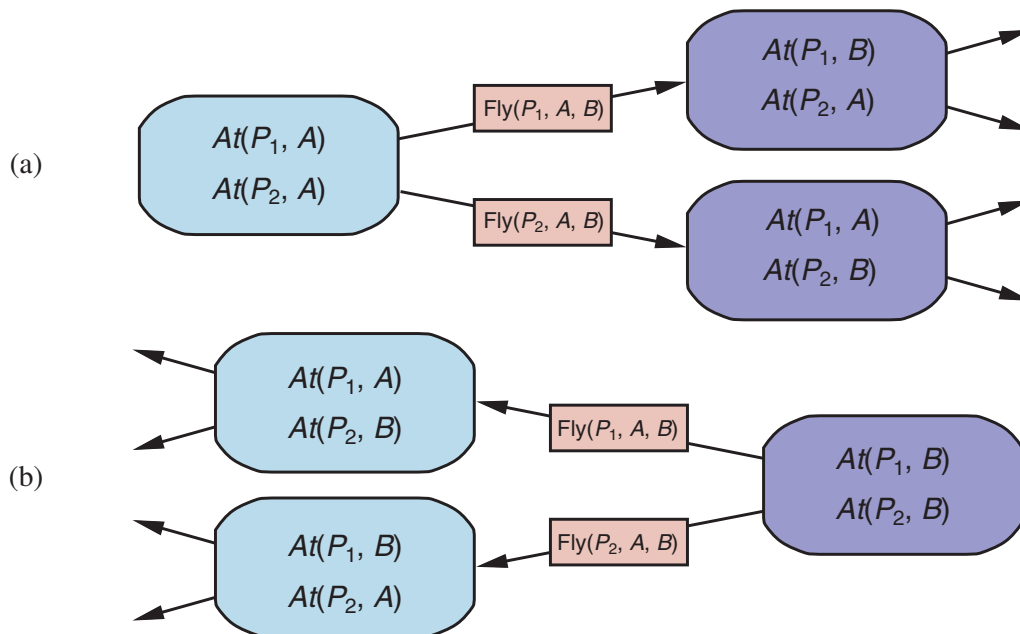 (a)
At(P₁, A)
At(P₂, A)
Fly(P₁, A, B)
Fly(P₂, A, B)
At(P₁, B)
At(P₂, A)
At(P₁, A)
At(P₂, B)
(b)
At(P₁, A)
At(P₂, B)
At(P₁, B)
At(P₂, A)
Fly(P₁, A, B)
Fly(P₂, A, B)
At(P₁, B)
At(P₂, B)